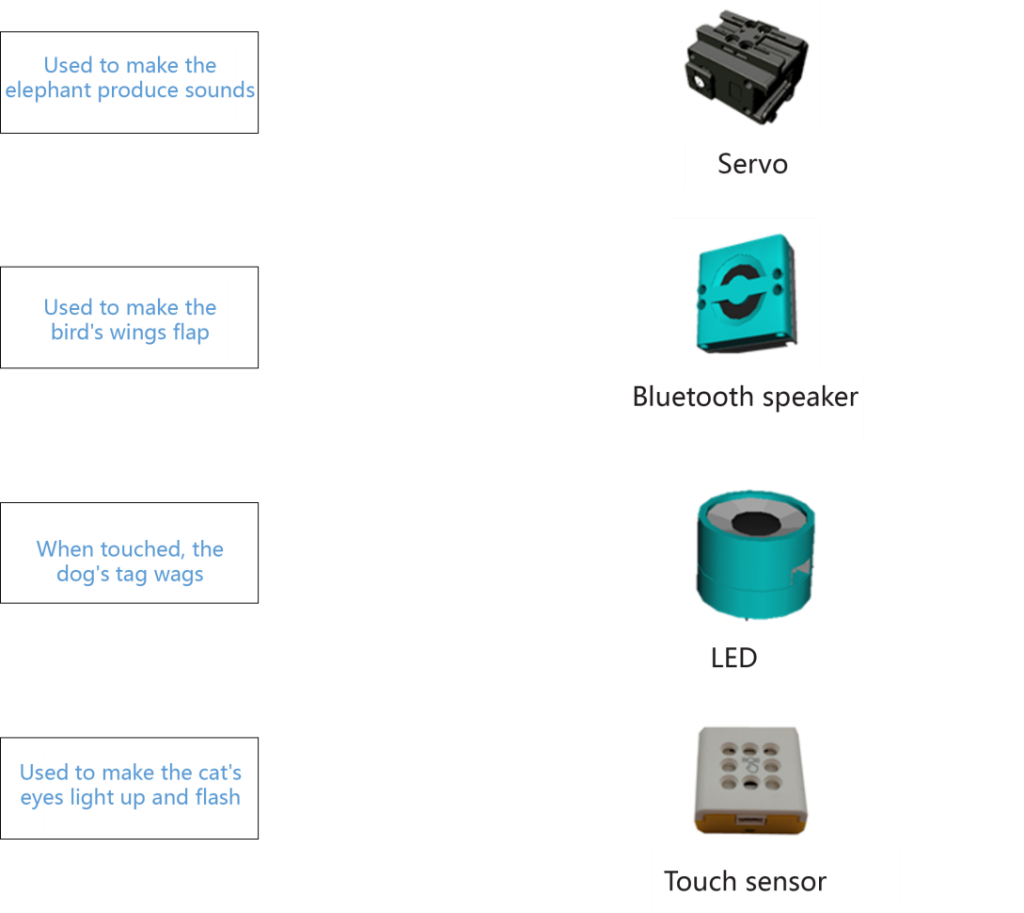 Used to make the
elephant produce sounds
Servo
Used to make the
bird's wings flap
Bluetooth speaker
When touched, the
dog's tag wags
LED
Used to make the cat's
eyes light up and flash
Touch sensor